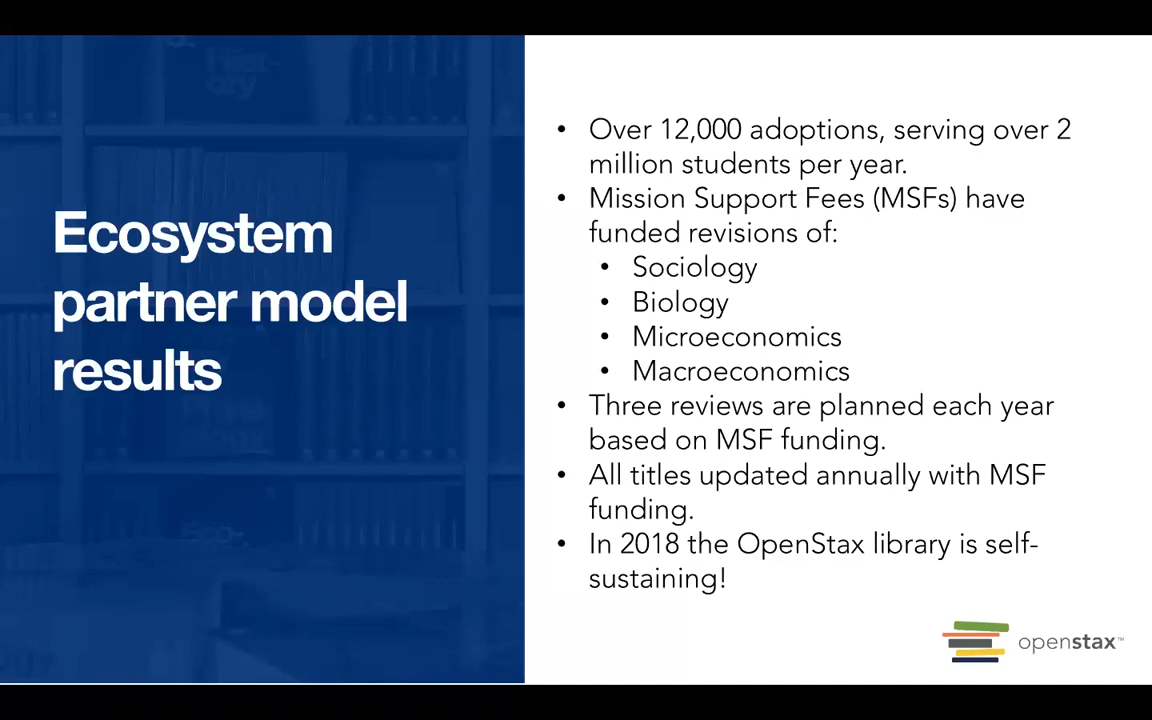 Ecosystem
partner model
results
• Over 12,000 adoptions, serving over 2
million students per year.
• Mission Support Fees (MSFs) have
funded revisions of:
• Sociology
• Biology
• Microeconomics
• Macroeconomics
• Three reviews are planned each year
based on MSF funding.
• All titles updated annually with MSF
funding.
• In 2018 the OpenStax library is self-
sustaining!
openstax™